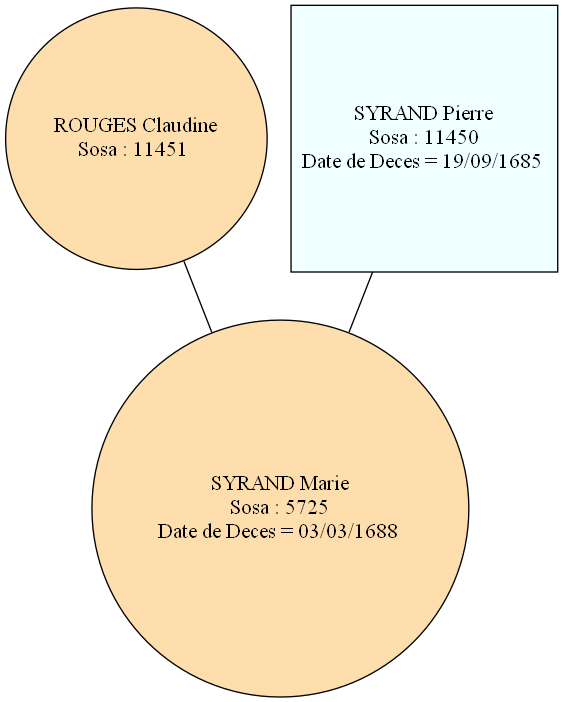 ROUGES Claudine
Sosa : 11451
SYRAND Pierre
Sosa : 11450
Date de Deces = 19/09/1685
SYRAND Marie
Sosa : 5725
Date de Deces = 03/03/1688